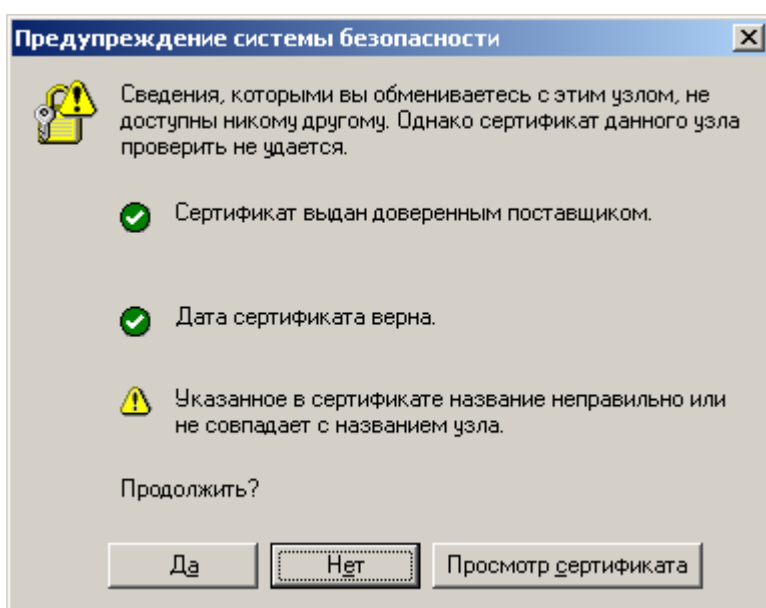 Предупреждение системы безопасности
Сведения, которыми вы обмениваетесь с этим узлом, не
доступны никому другому. Однако сертификат данного узла
проверить не удается.
Сертификат выдан доверенным поставщиком.
Дата сертификата верна.
Указанное в сертификате название неправильно или
не совпадает с названием узла.
Продолжить?
Да Нет Просмотр сертификата